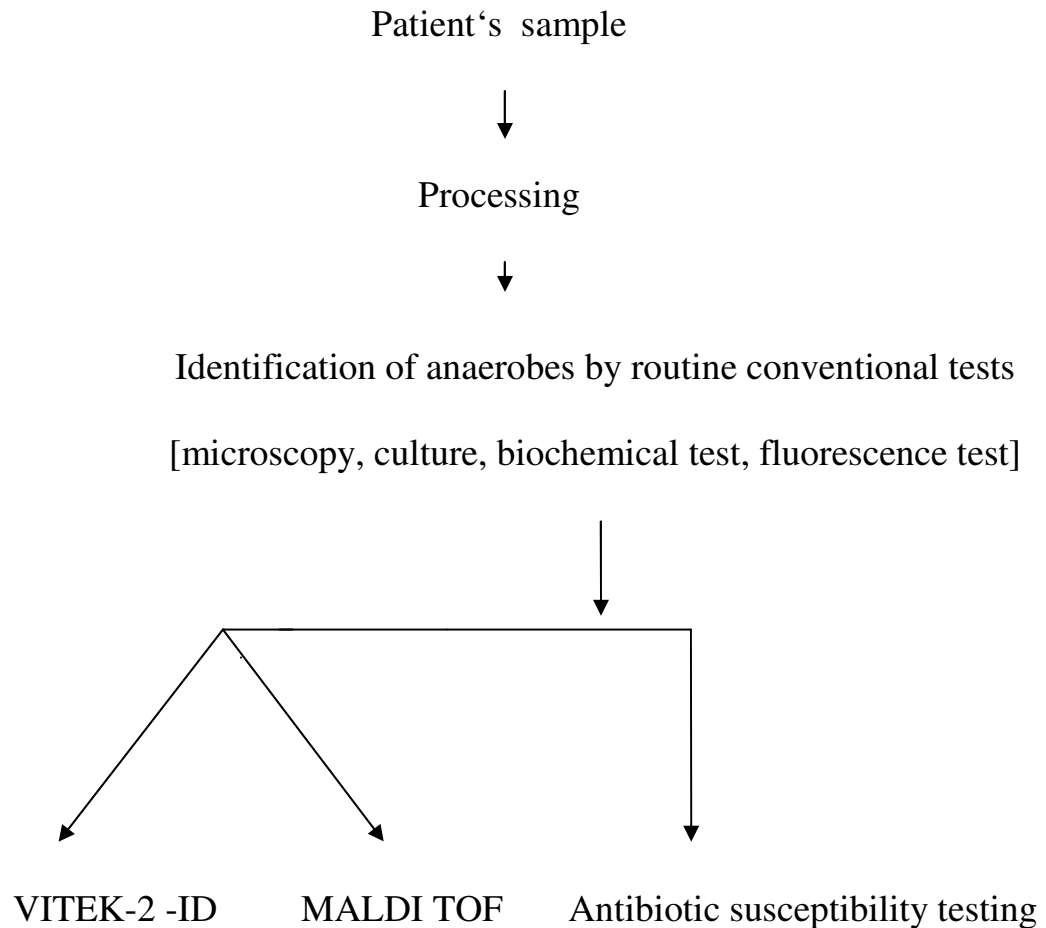 Patient‘s sample
Processing
Identification of anaerobes by routine conventional tests
[microscopy, culture, biochemical test, fluorescence test]
VITEK-2 -ID MALDI TOF Antibiotic susceptibility testing